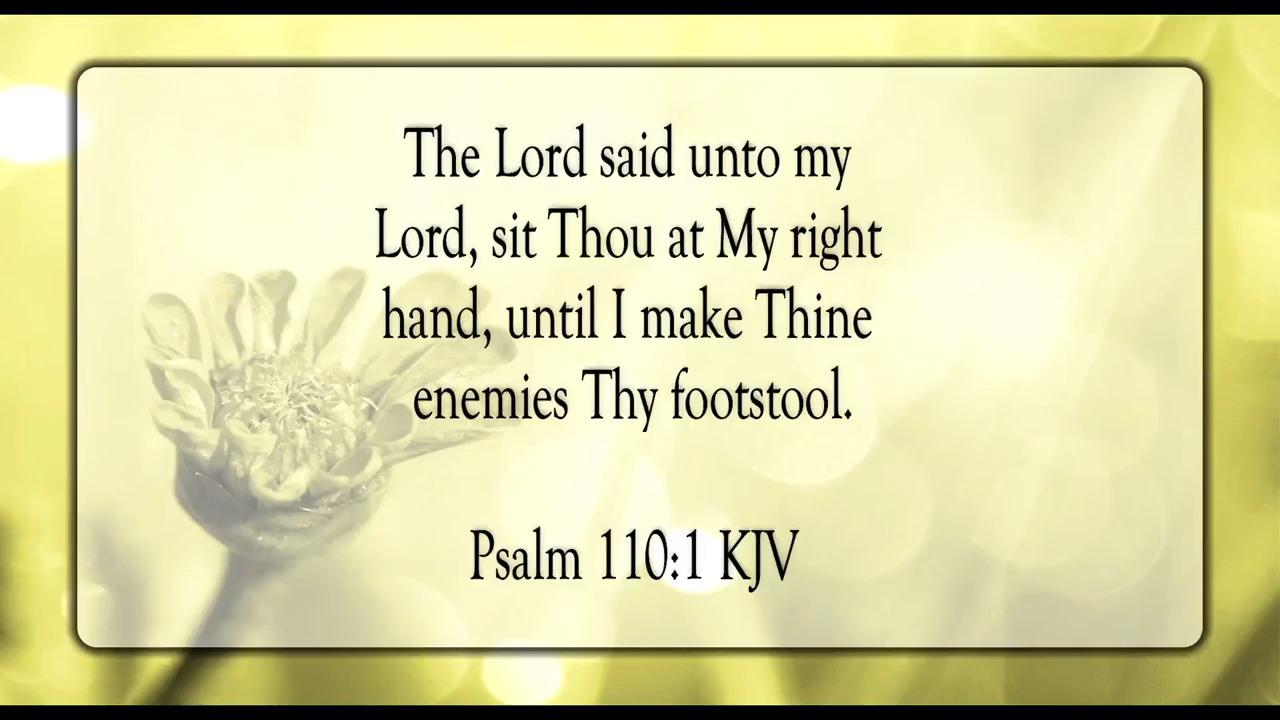 The Lord said unto my
Lord, sit Thou at My right
hand, until I make Thine
enemies Thy footstool.
Psalm 110:1 KJV